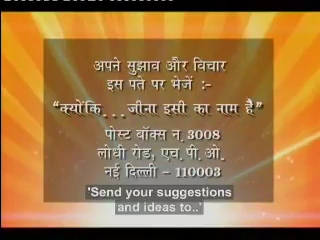 अपने सुझाव और विचार
इस पते पर भेजें :-
“क्योंकि...जीना इसी का नाम है”
पोस्ट बॉक्स न. 3008
लोधी रोड, एच.पी.ओ.
नई दिल्ली - 110003
'Send your suggestions
and ideas to..'